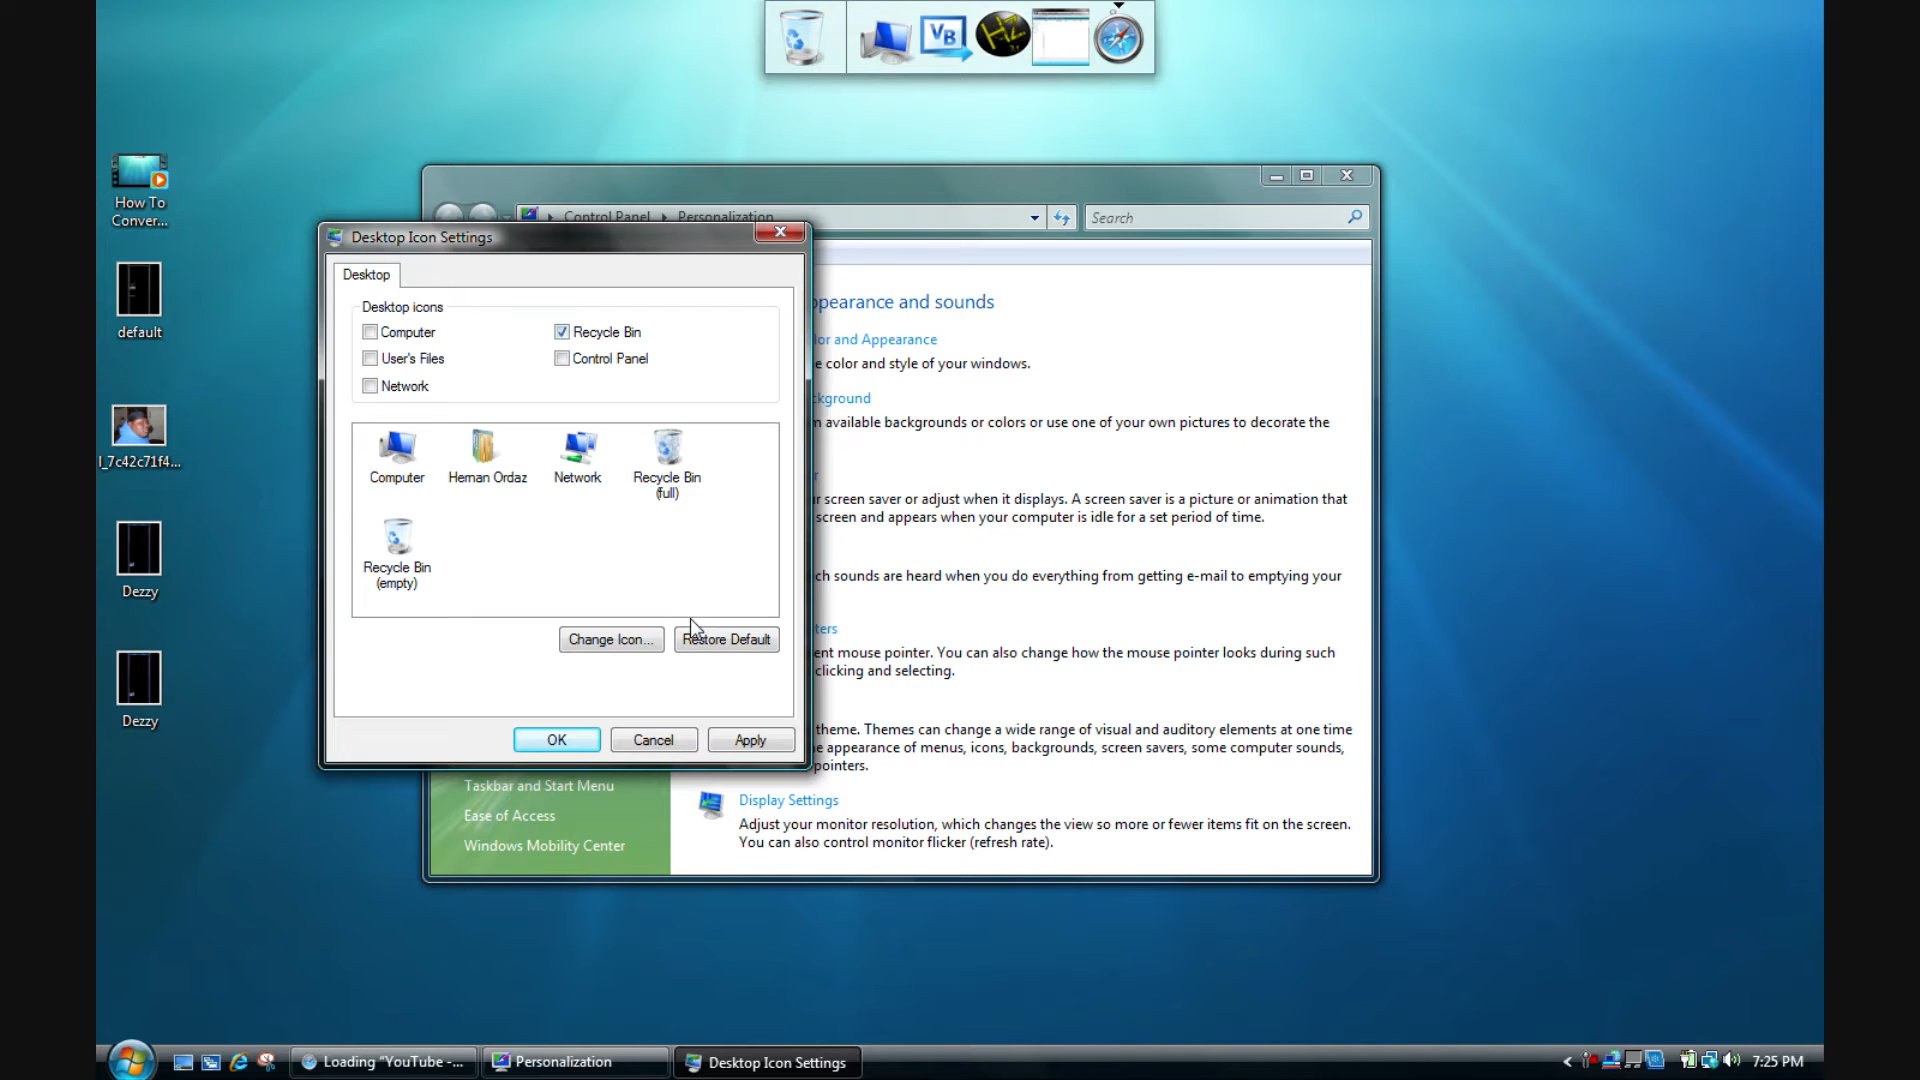 VB
How To
Conver...
default
l_7c42c71f4...
Dezzy
Dezzy
Control Panel
Personalization
Search
Desktop Icon Settings
Desktop
Desktop icons
Computer
Recycle Bin
User's Files
Control Panel
Network
Computer
Hernan Ordaz
Network
Recycle Bin
(full)
Recycle Bin
(empty)
Change Icon...
Restore Default
OK
Cancel
Apply
ppearance and sounds
lor and Appearance
e color and style of your windows.
ckground
m available backgrounds or colors or use one of your own pictures to decorate the
r
r screen saver or adjust when it displays. A screen saver is a picture or animation that
screen and appears when your computer is idle for a set period of time.
ch sounds are heard when you do everything from getting e-mail to emptying your
ters
ent mouse pointer. You can also change how the mouse pointer looks during such
clicking and selecting.
theme. Themes can change a wide range of visual and auditory elements at one time
e appearance of menus, icons, backgrounds, screen savers, some computer sounds,
pointers.
Taskbar and Start Menu
Ease of Access
Windows Mobility Center
Display Settings
Adjust your monitor resolution, which changes the view so more or fewer items fit on the screen.
You can also control monitor flicker (refresh rate).
Loading "YouTube -...
Personalization
Desktop Icon Settings
7:25 PM